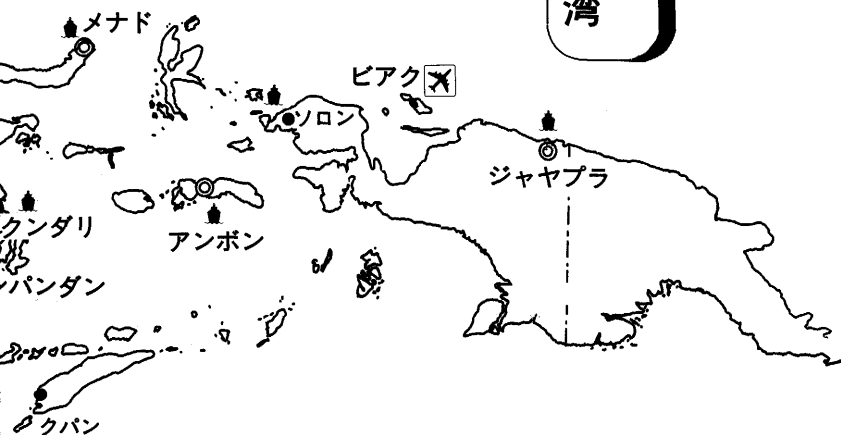 湾
メナド
ビアク
ソロン
ジャヤプラ
クンダリ
アンボン
パンダン
クパン